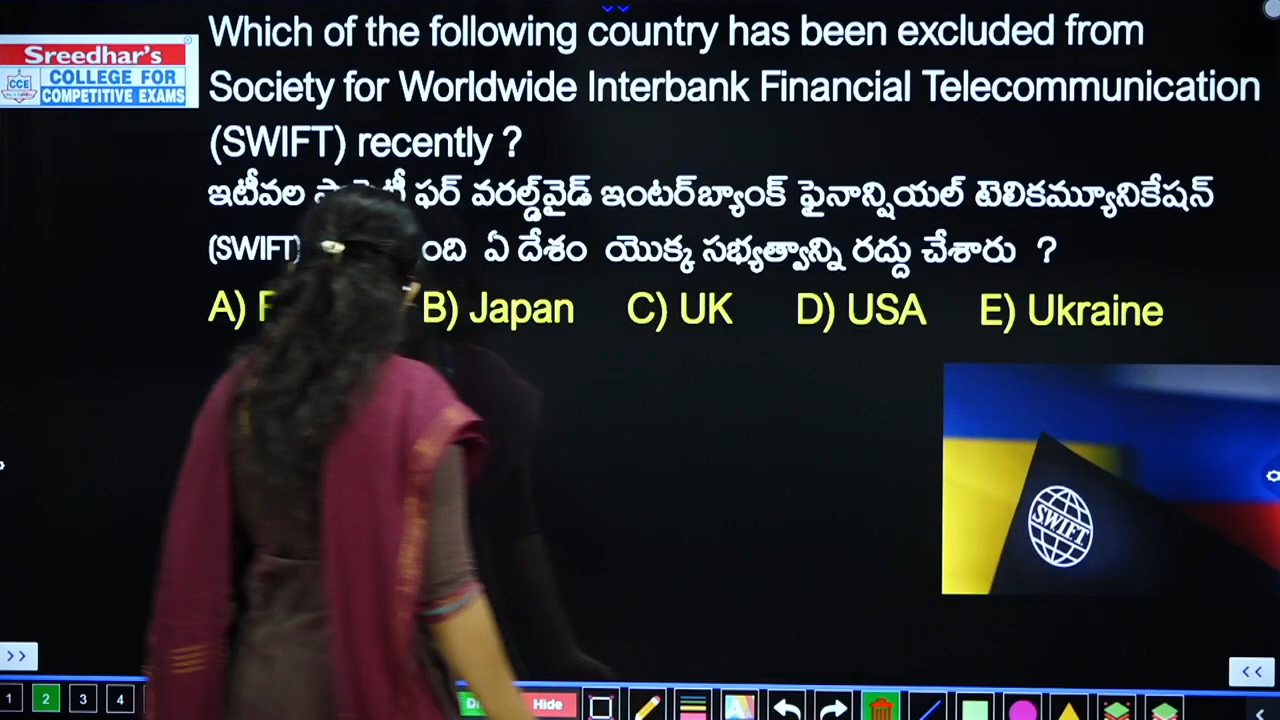 Sreedhar's
CCE
COLLEGE FOR
COMPETITIVE EXAMS
Which of the following country has been excluded from
Society for Worldwide Interbank Financial Telecommunication
(SWIFT) recently ?
ఇటీవల ఫర్ వరల్డ్‌వైడ్ ఇంటర్‌బ్యాంక్ ఫైనాన్షియల్ టెలికమ్యూనికేషన్
(SWIFT) ఏ దేశం యొక్క సభ్యత్వాన్ని రద్దు చేశారు ?
A) B) Japan C) UK D) USA E) Ukraine
SWIFT
>> <<
1 2 3 4 Hide